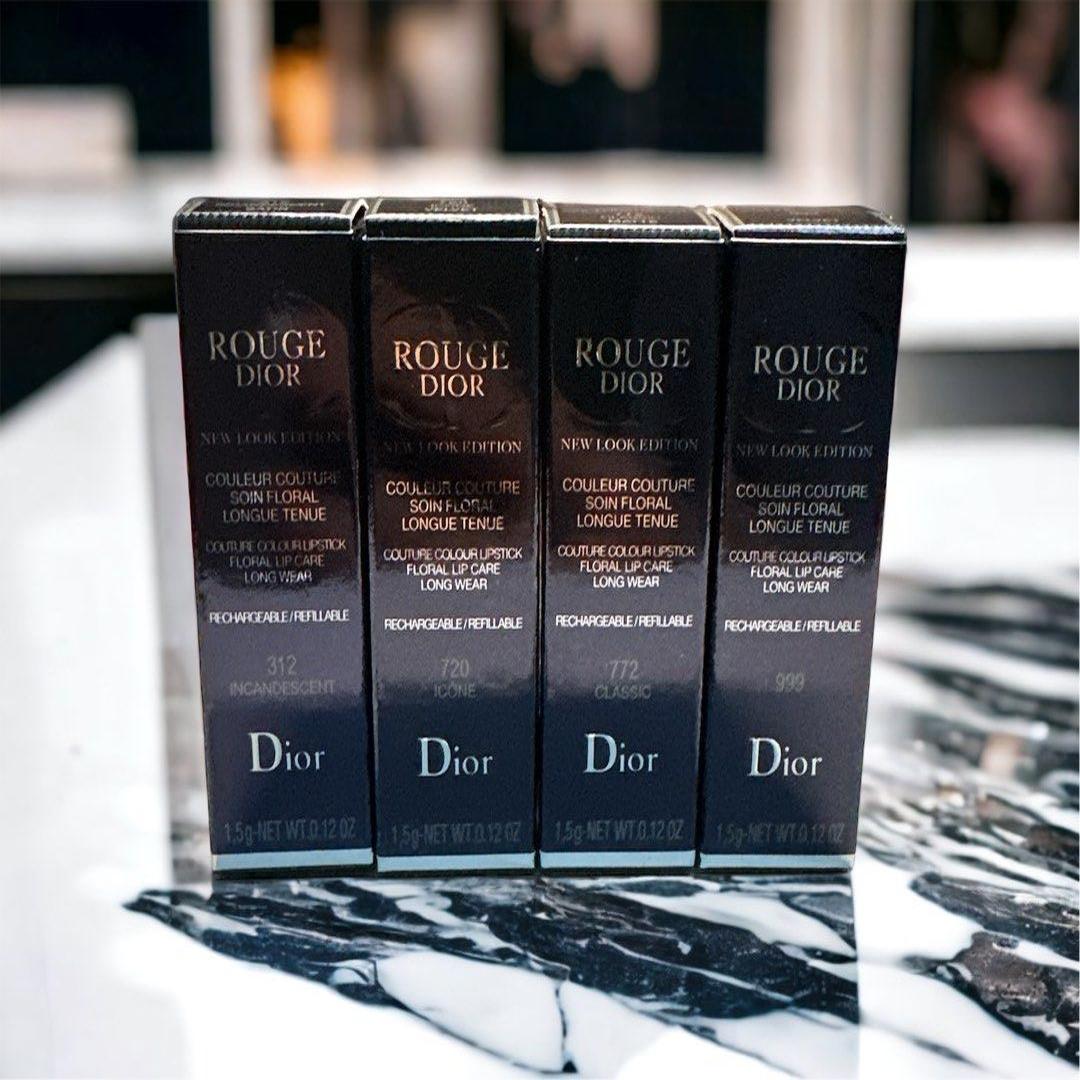 ROUGE
DIOR
NEW LOOK EDITION
COULEUR COUTURE
SOIN FLORAL
LONGUE TENUE
COUTURE COLOUR LIPSTICK
FLORAL LIP CARE
LONG WEAR
RECHARGEABLE / REFILLABLE
312
INCANDESCENT
Dior
1.5g-NET WT.0.12 OZ
ROUGE
DIOR
NEW LOOK EDITION
COULEUR COUTURE
SOIN FLORAL
LONGUE TENUE
COUTURE COLOUR LIPSTICK
FLORAL LIP CARE
LONG WEAR
RECHARGEABLE / REFILLABLE
720
ICÔNE
Dior
1.5g-NET WT.0.12 OZ
ROUGE
DIOR
NEW LOOK EDITION
COULEUR COUTURE
SOIN FLORAL
LONGUE TENUE
COUTURE COLOUR LIPSTICK
FLORAL LIP CARE
LONG WEAR
RECHARGEABLE / REFILLABLE
772
CLASSIC
Dior
1.5g-NET WT.0.12 OZ
ROUGE
DIOR
NEW LOOK EDITION
COULEUR COUTURE
SOIN FLORAL
LONGUE TENUE
COUTURE COLOUR LIPSTICK
FLORAL LIP CARE
LONG WEAR
RECHARGEABLE / REFILLABLE
999
Dior
1.5g-NET WT.0.12 OZ